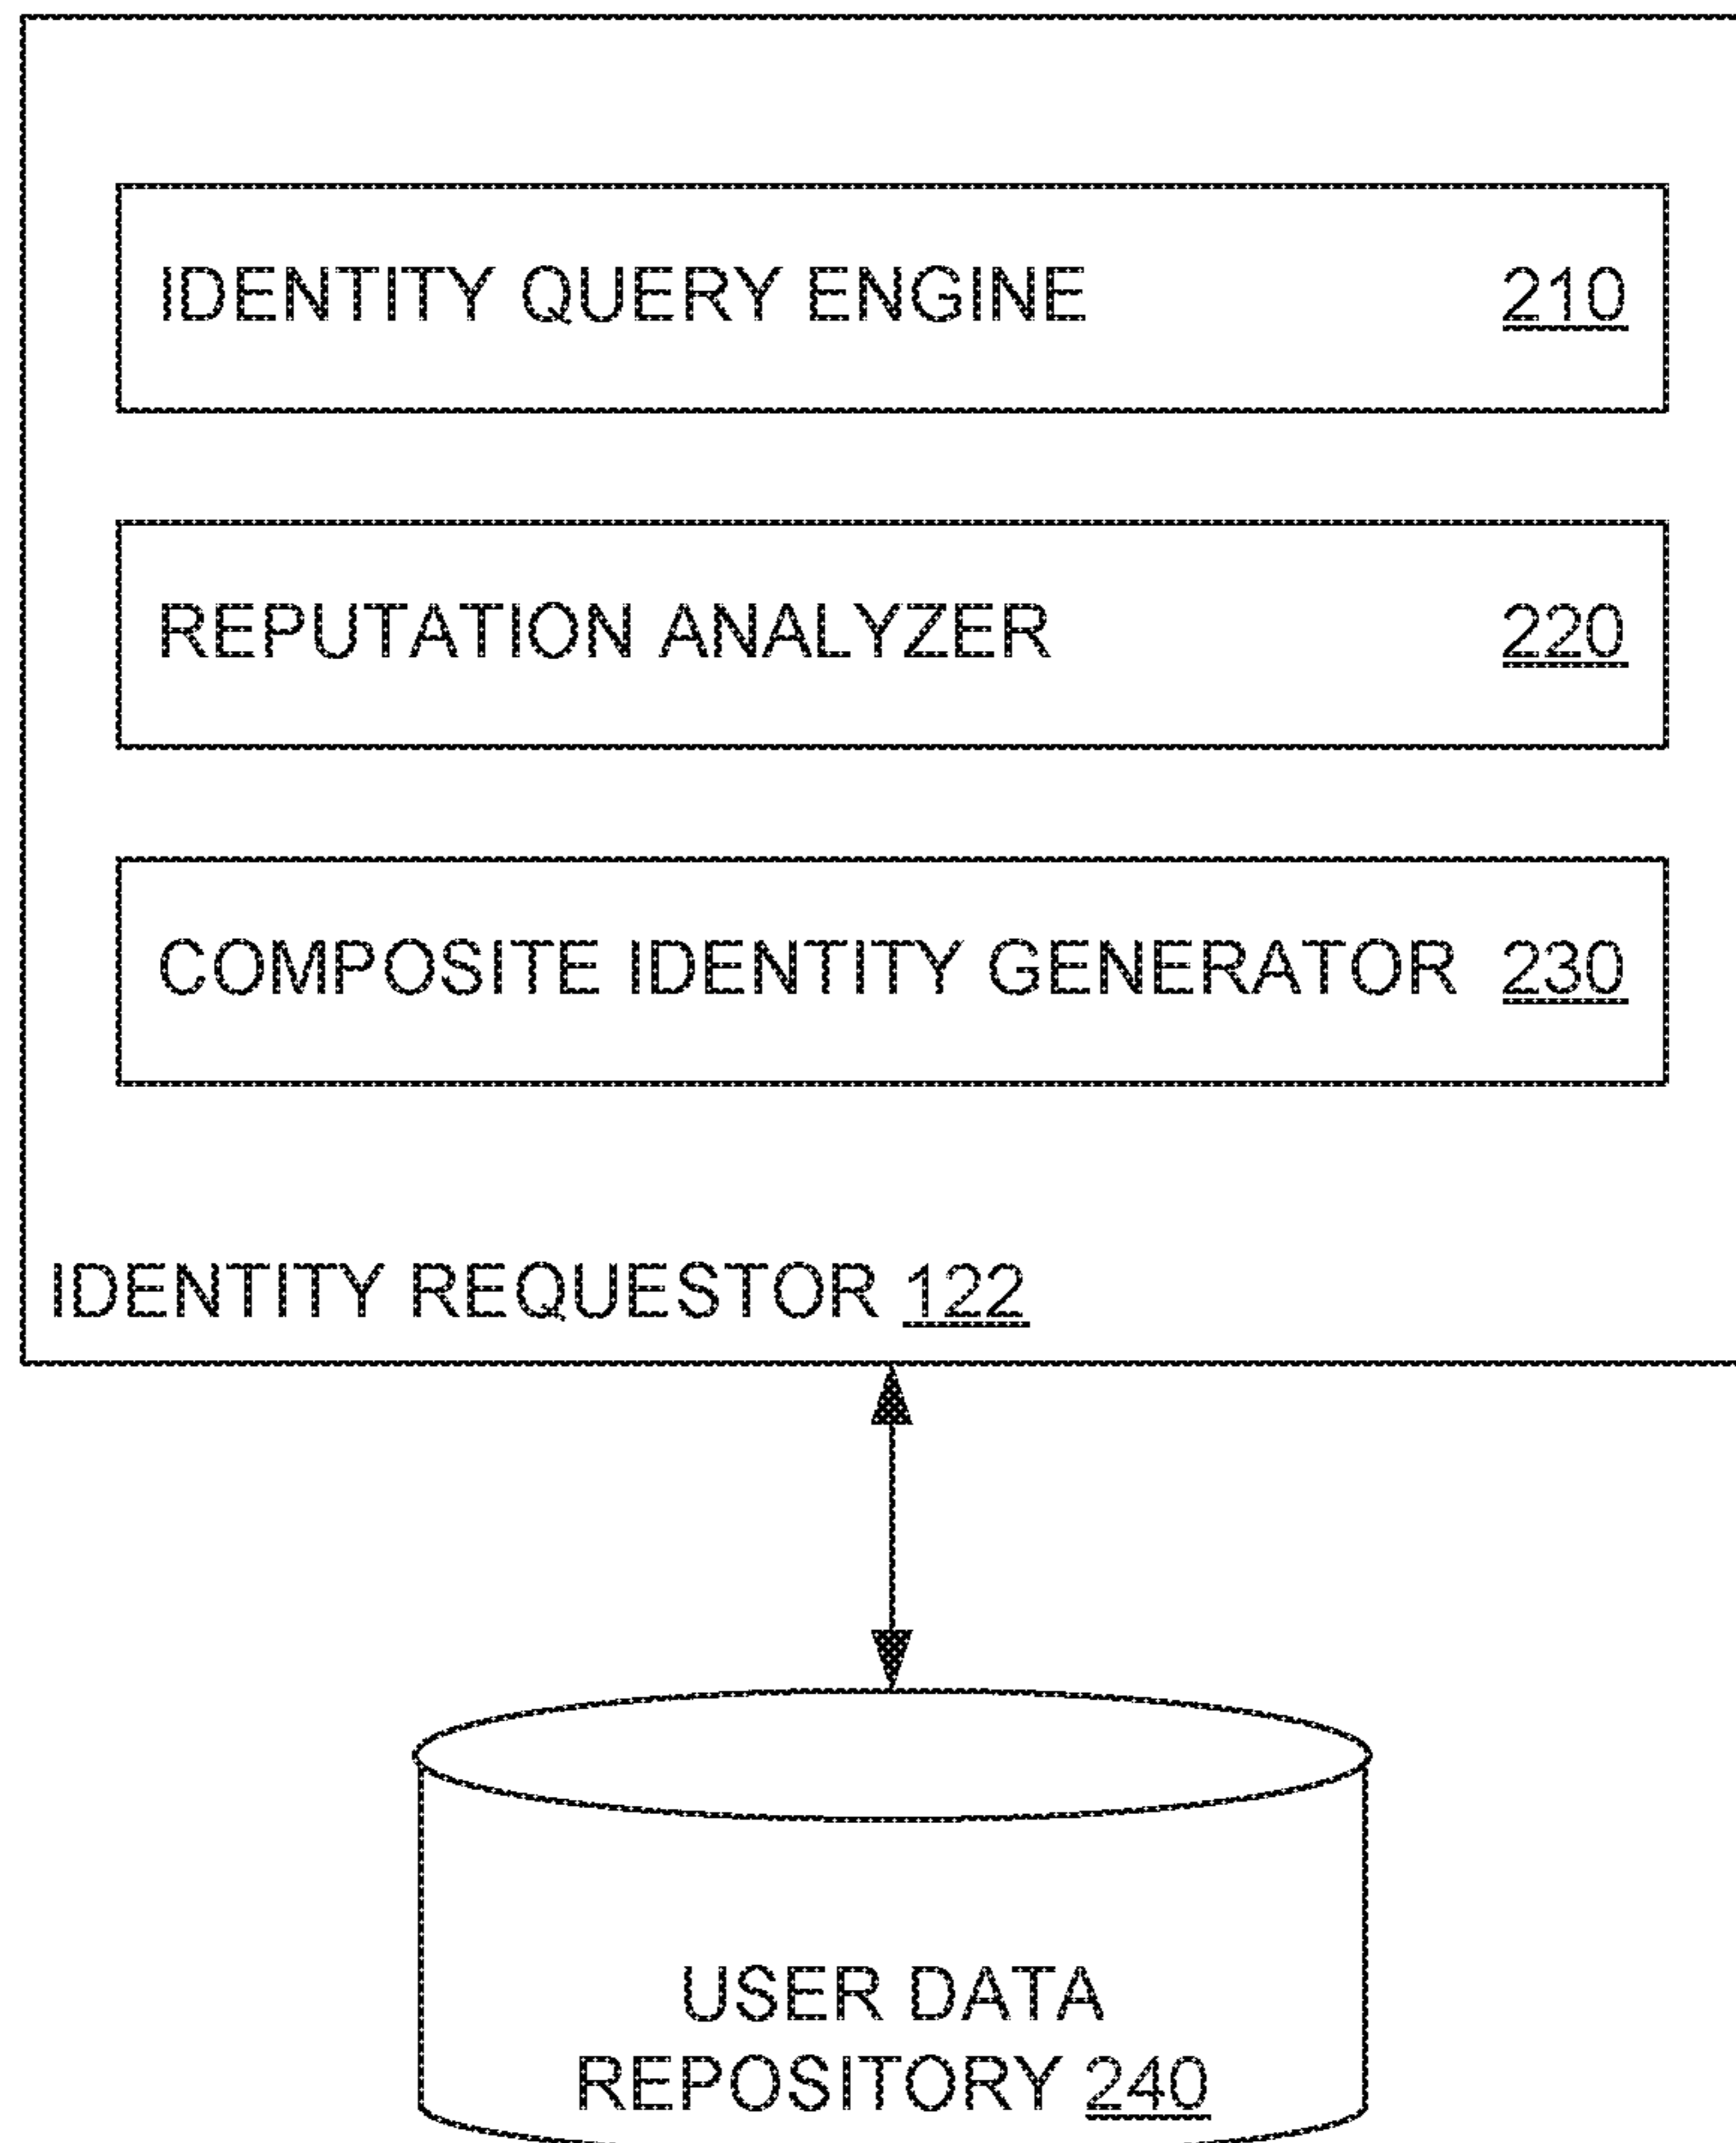 IDENTITY QUERY ENGINE 210
REPUTATION ANALYZER 220
COMPOSITE IDENTITY GENERATOR 230
IDENTITY REQUESTOR 122
USER DATA
REPOSITORY 240